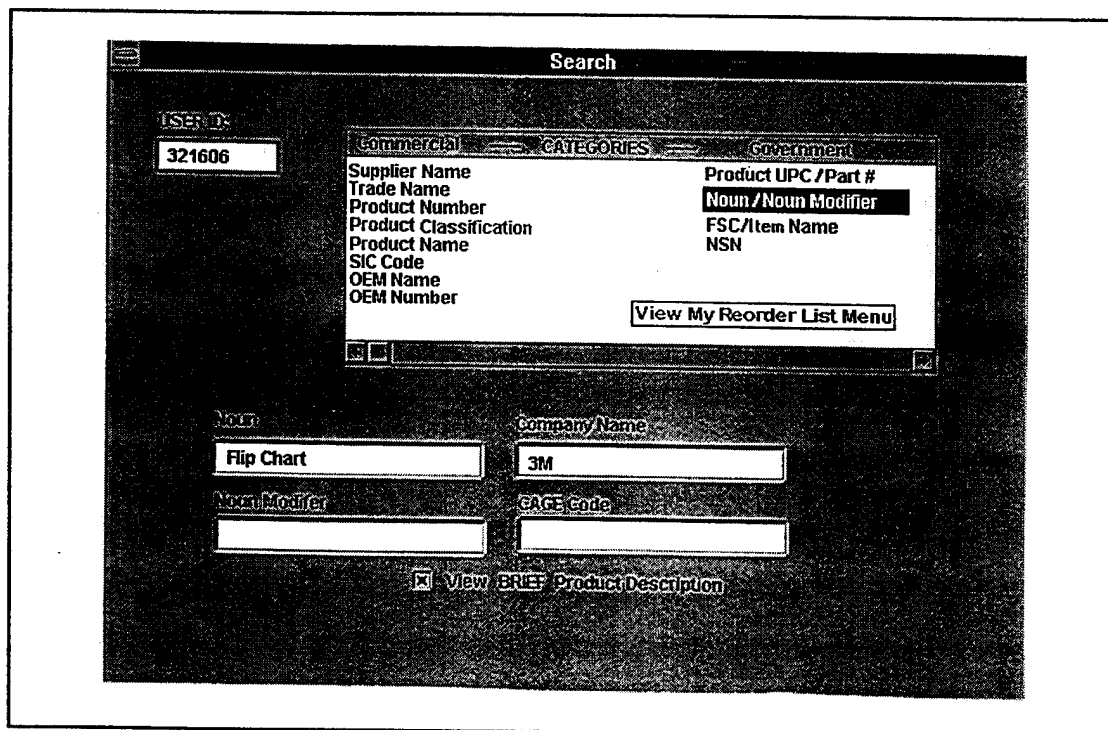 Search
USER ID:
321606
Commercial == CATEGORIES == Government
Supplier Name
Trade Name
Product Number
Product Classification
Product Name
SIC Code
OEM Name
OEM Number
Product UPC/Part #
Noun/Noun Modifier
FSC/Item Name
NSN
View My Reorder List Menu
Noun
Flip Chart
Company Name
3M
Noun Modifer
CAGE Code
View BRIEF Product Description